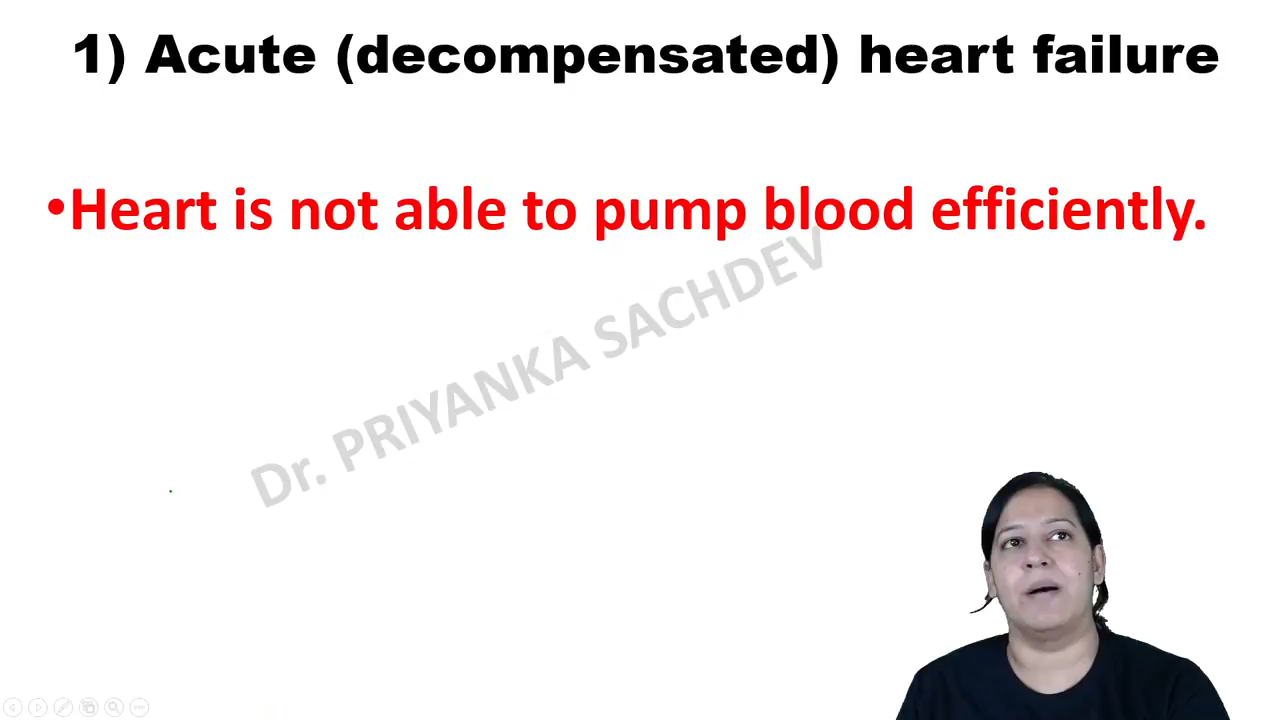 1) Acute (decompensated) heart failure
•Heart is not able to pump blood efficiently.
Dr. PRIYANKA SACHDEV